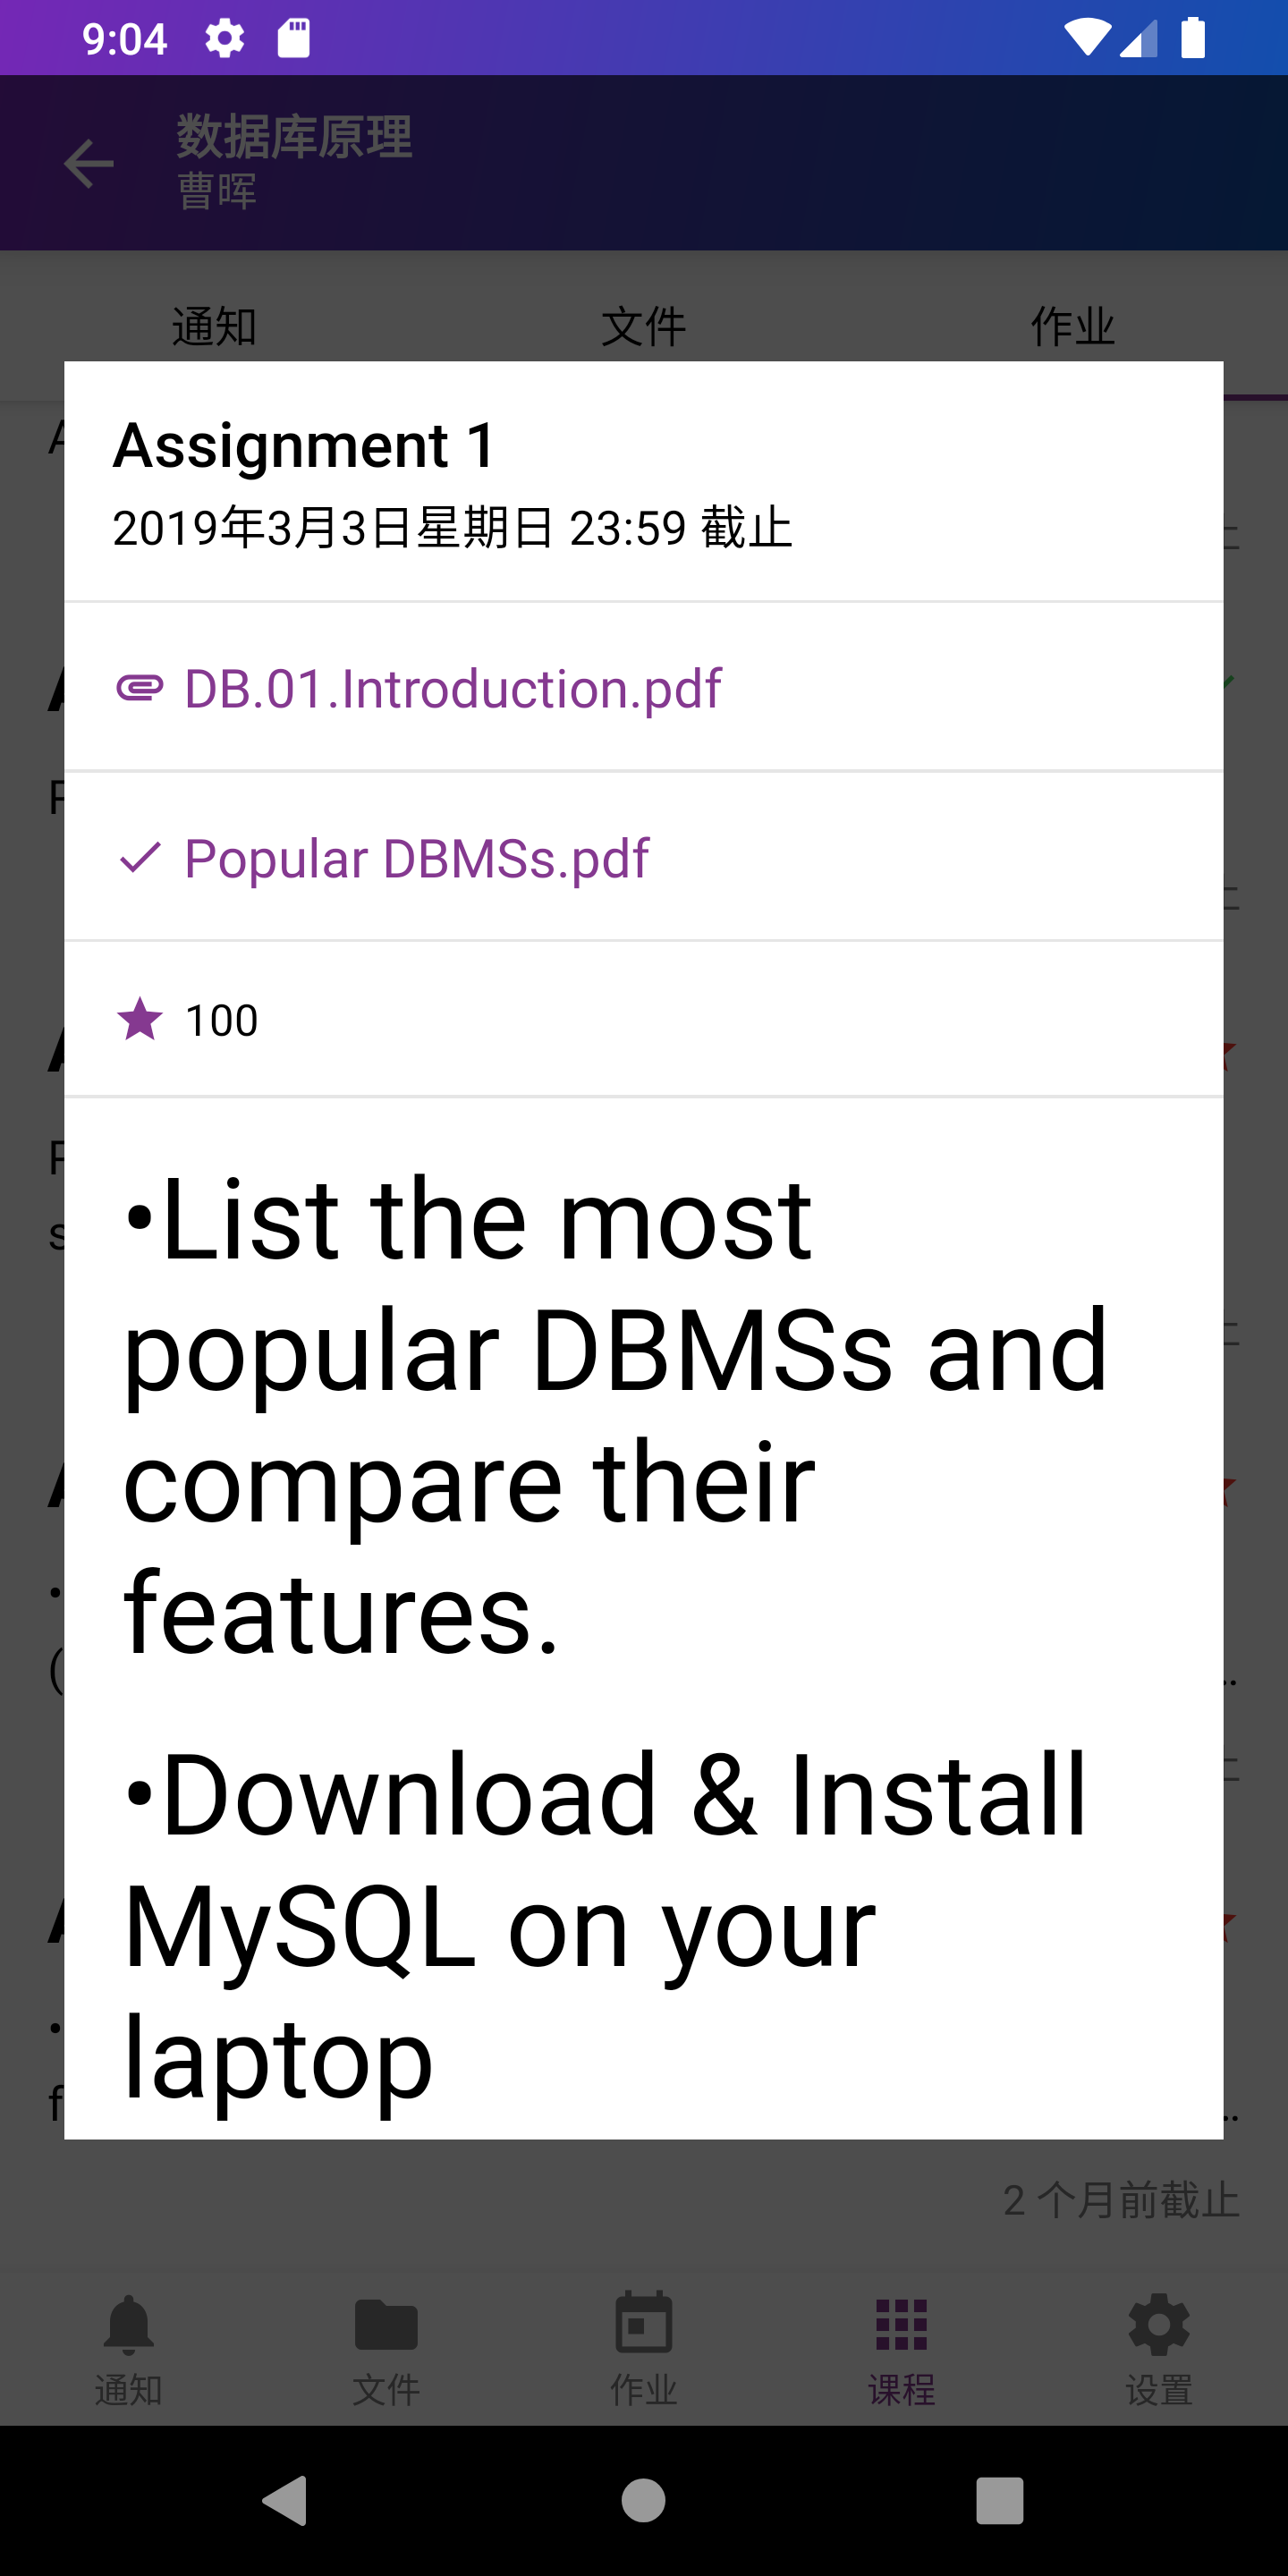 9:04
数据库原理
曹晖
通知 文件 作业
Assignment 1
2019年3月3日星期日 23:59 截止
DB.01.Introduction.pdf
Popular DBMSs.pdf
100
•List the most
popular DBMSs and
compare their
features.
•Download & Install
MySQL on your
laptop
2 个月前截止
通知 文件 作业 课程 设置